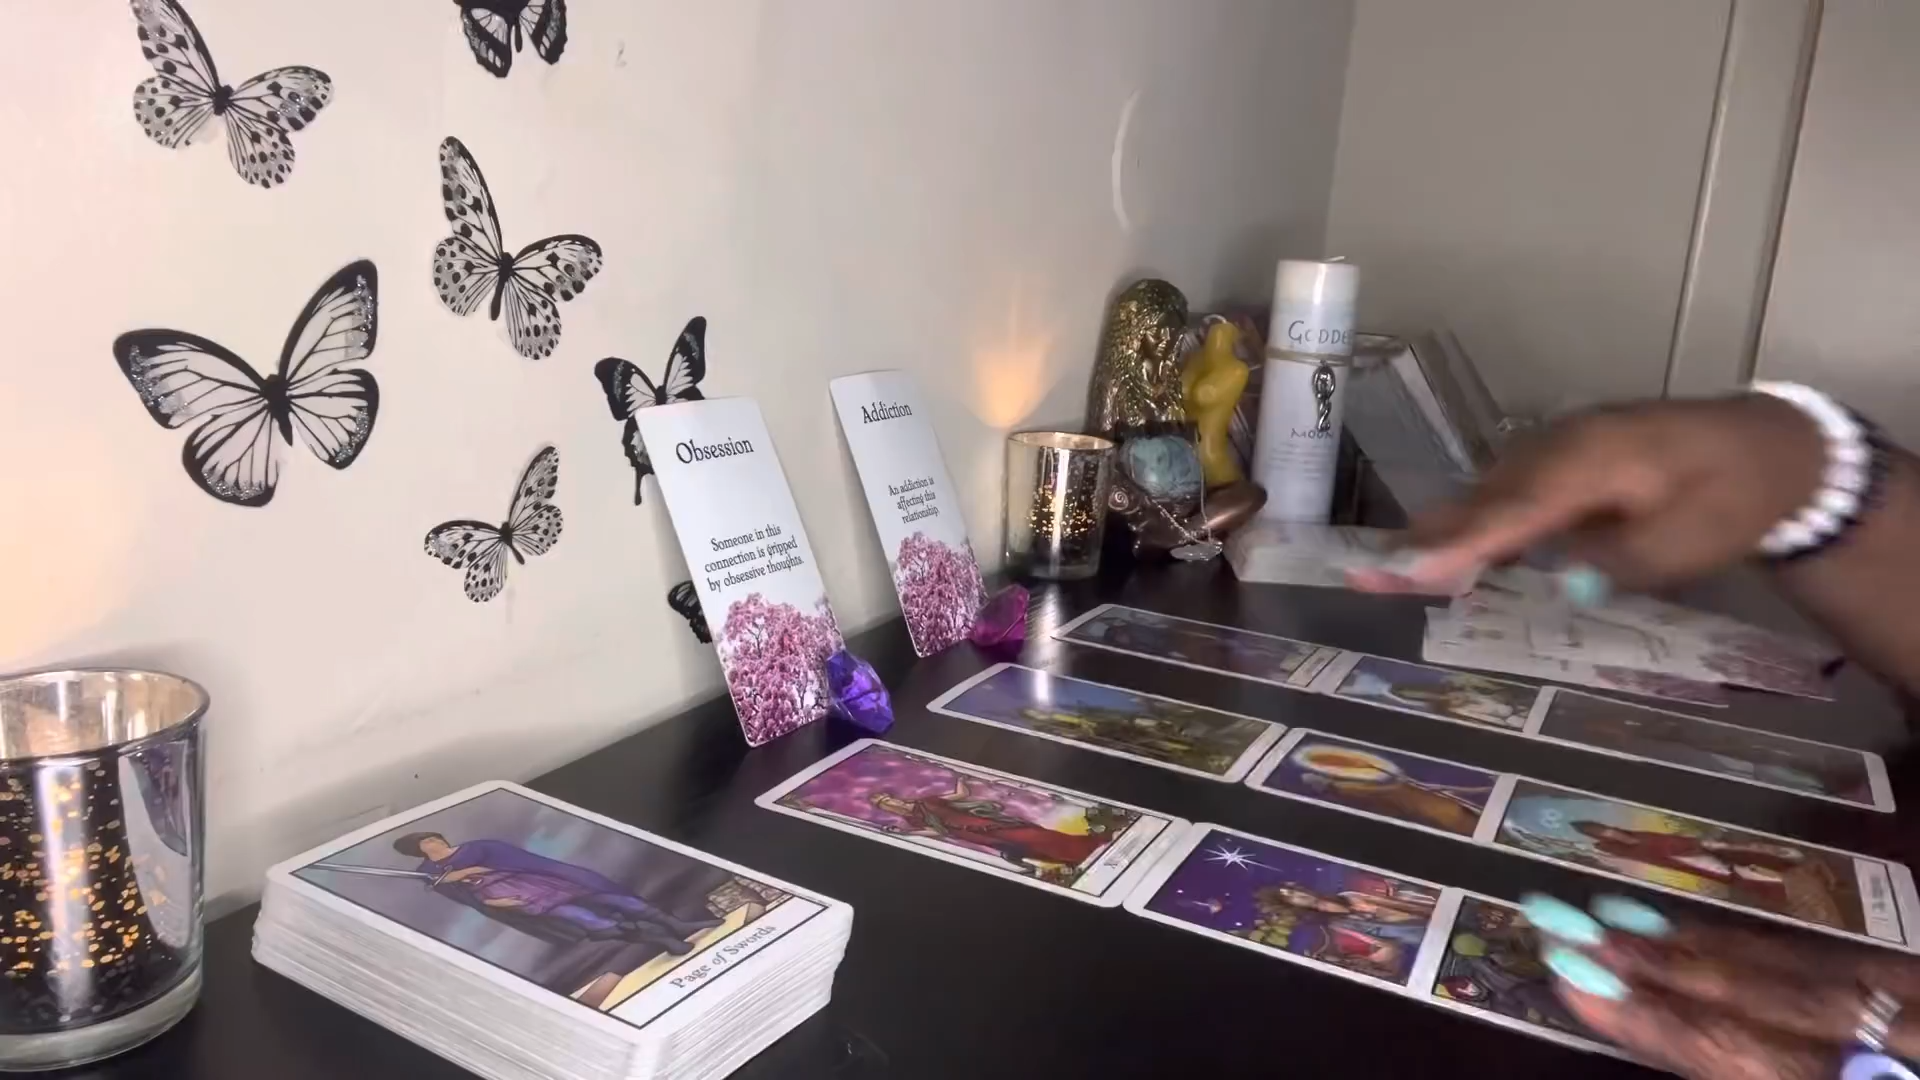 Obsession
Someone in this
connection is gripped
by obsessive thoughts.
Addiction
An addiction is
affecting this
relationship.
GODDE
MOON
Page of Swords